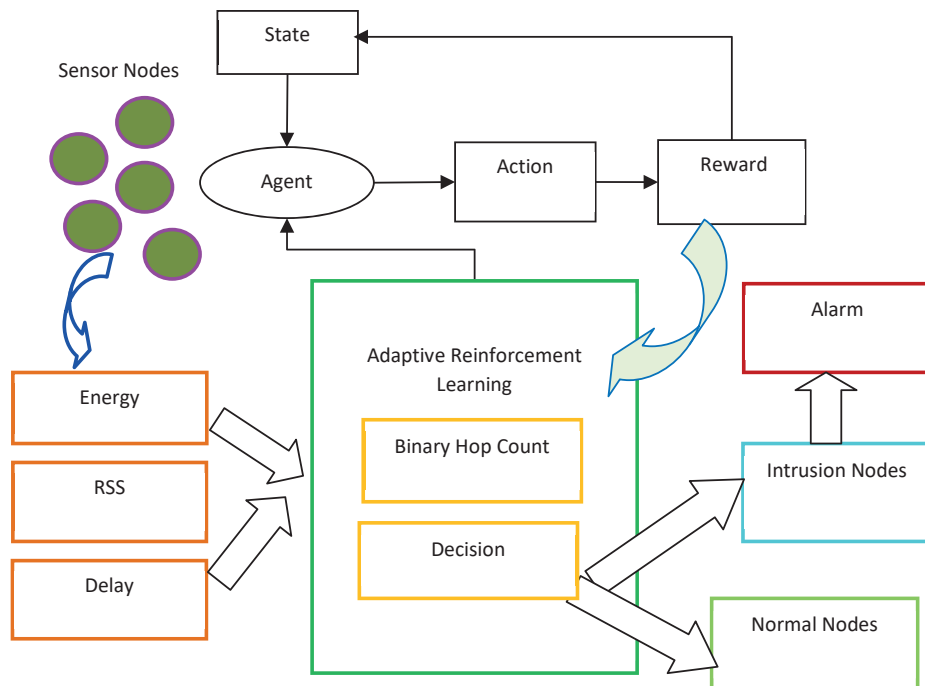 State
Sensor Nodes
Agent
Action
Reward
Adaptive Reinforcement
Learning
Binary Hop Count
Decision
Energy
RSS
Delay
Alarm
Intrusion Nodes
Normal Nodes